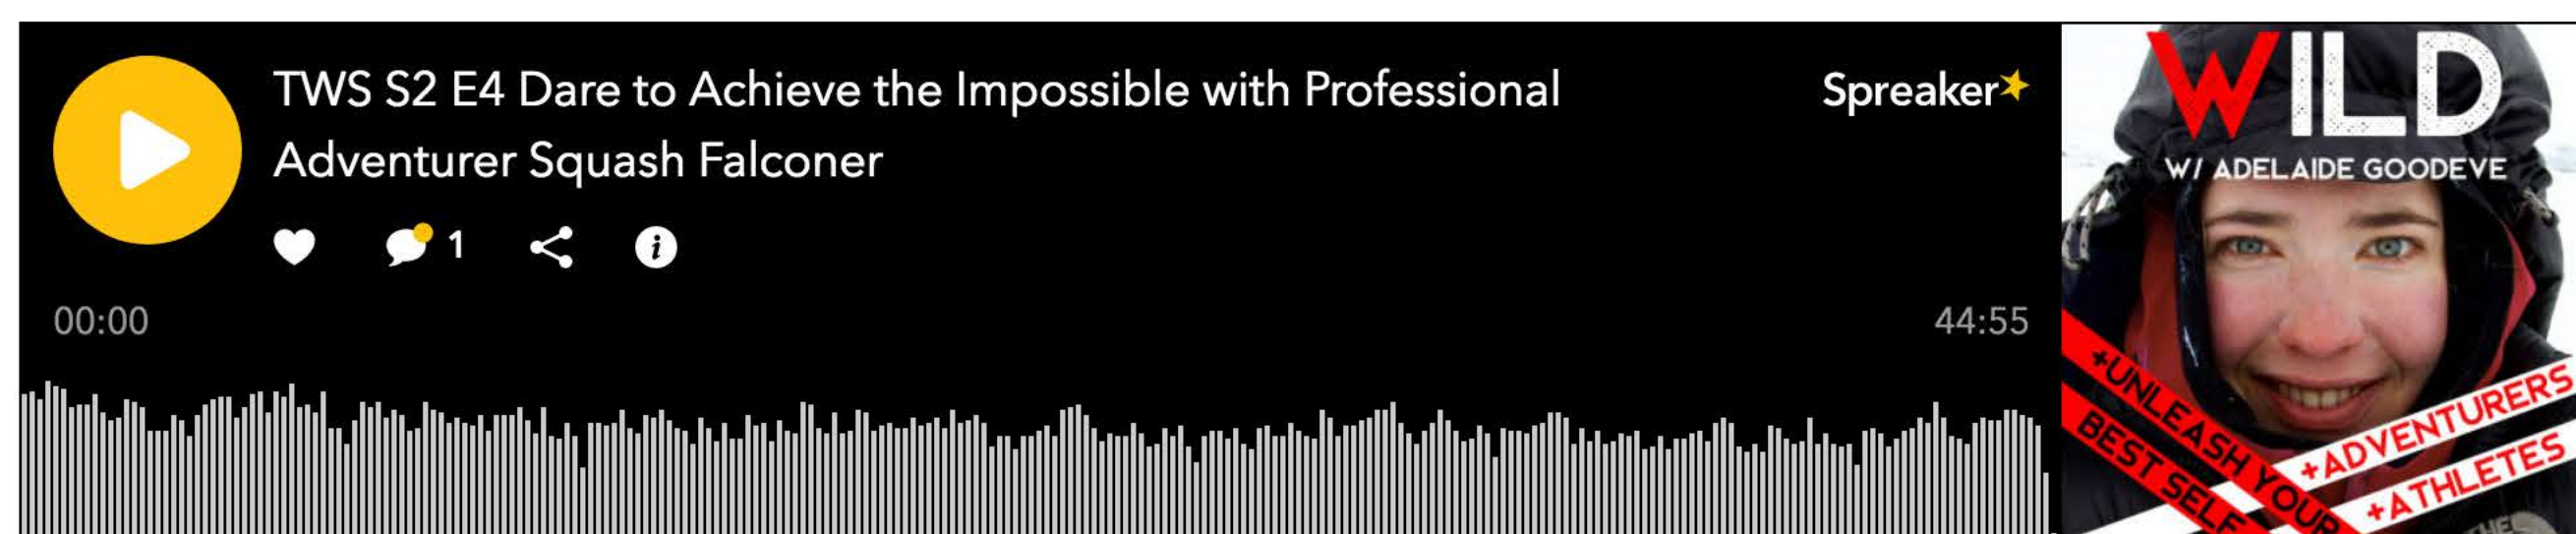 TWS S2 E4 Dare to Achieve the Impossible with Professional
Adventurer Squash Falconer
Spreaker
1
00:00
44:55
WILD
W/ ADELAIDE GOODEVE
+UNLEASH YOUR
BEST SELF
+ADVENTURERS
+ATHLETES
THE